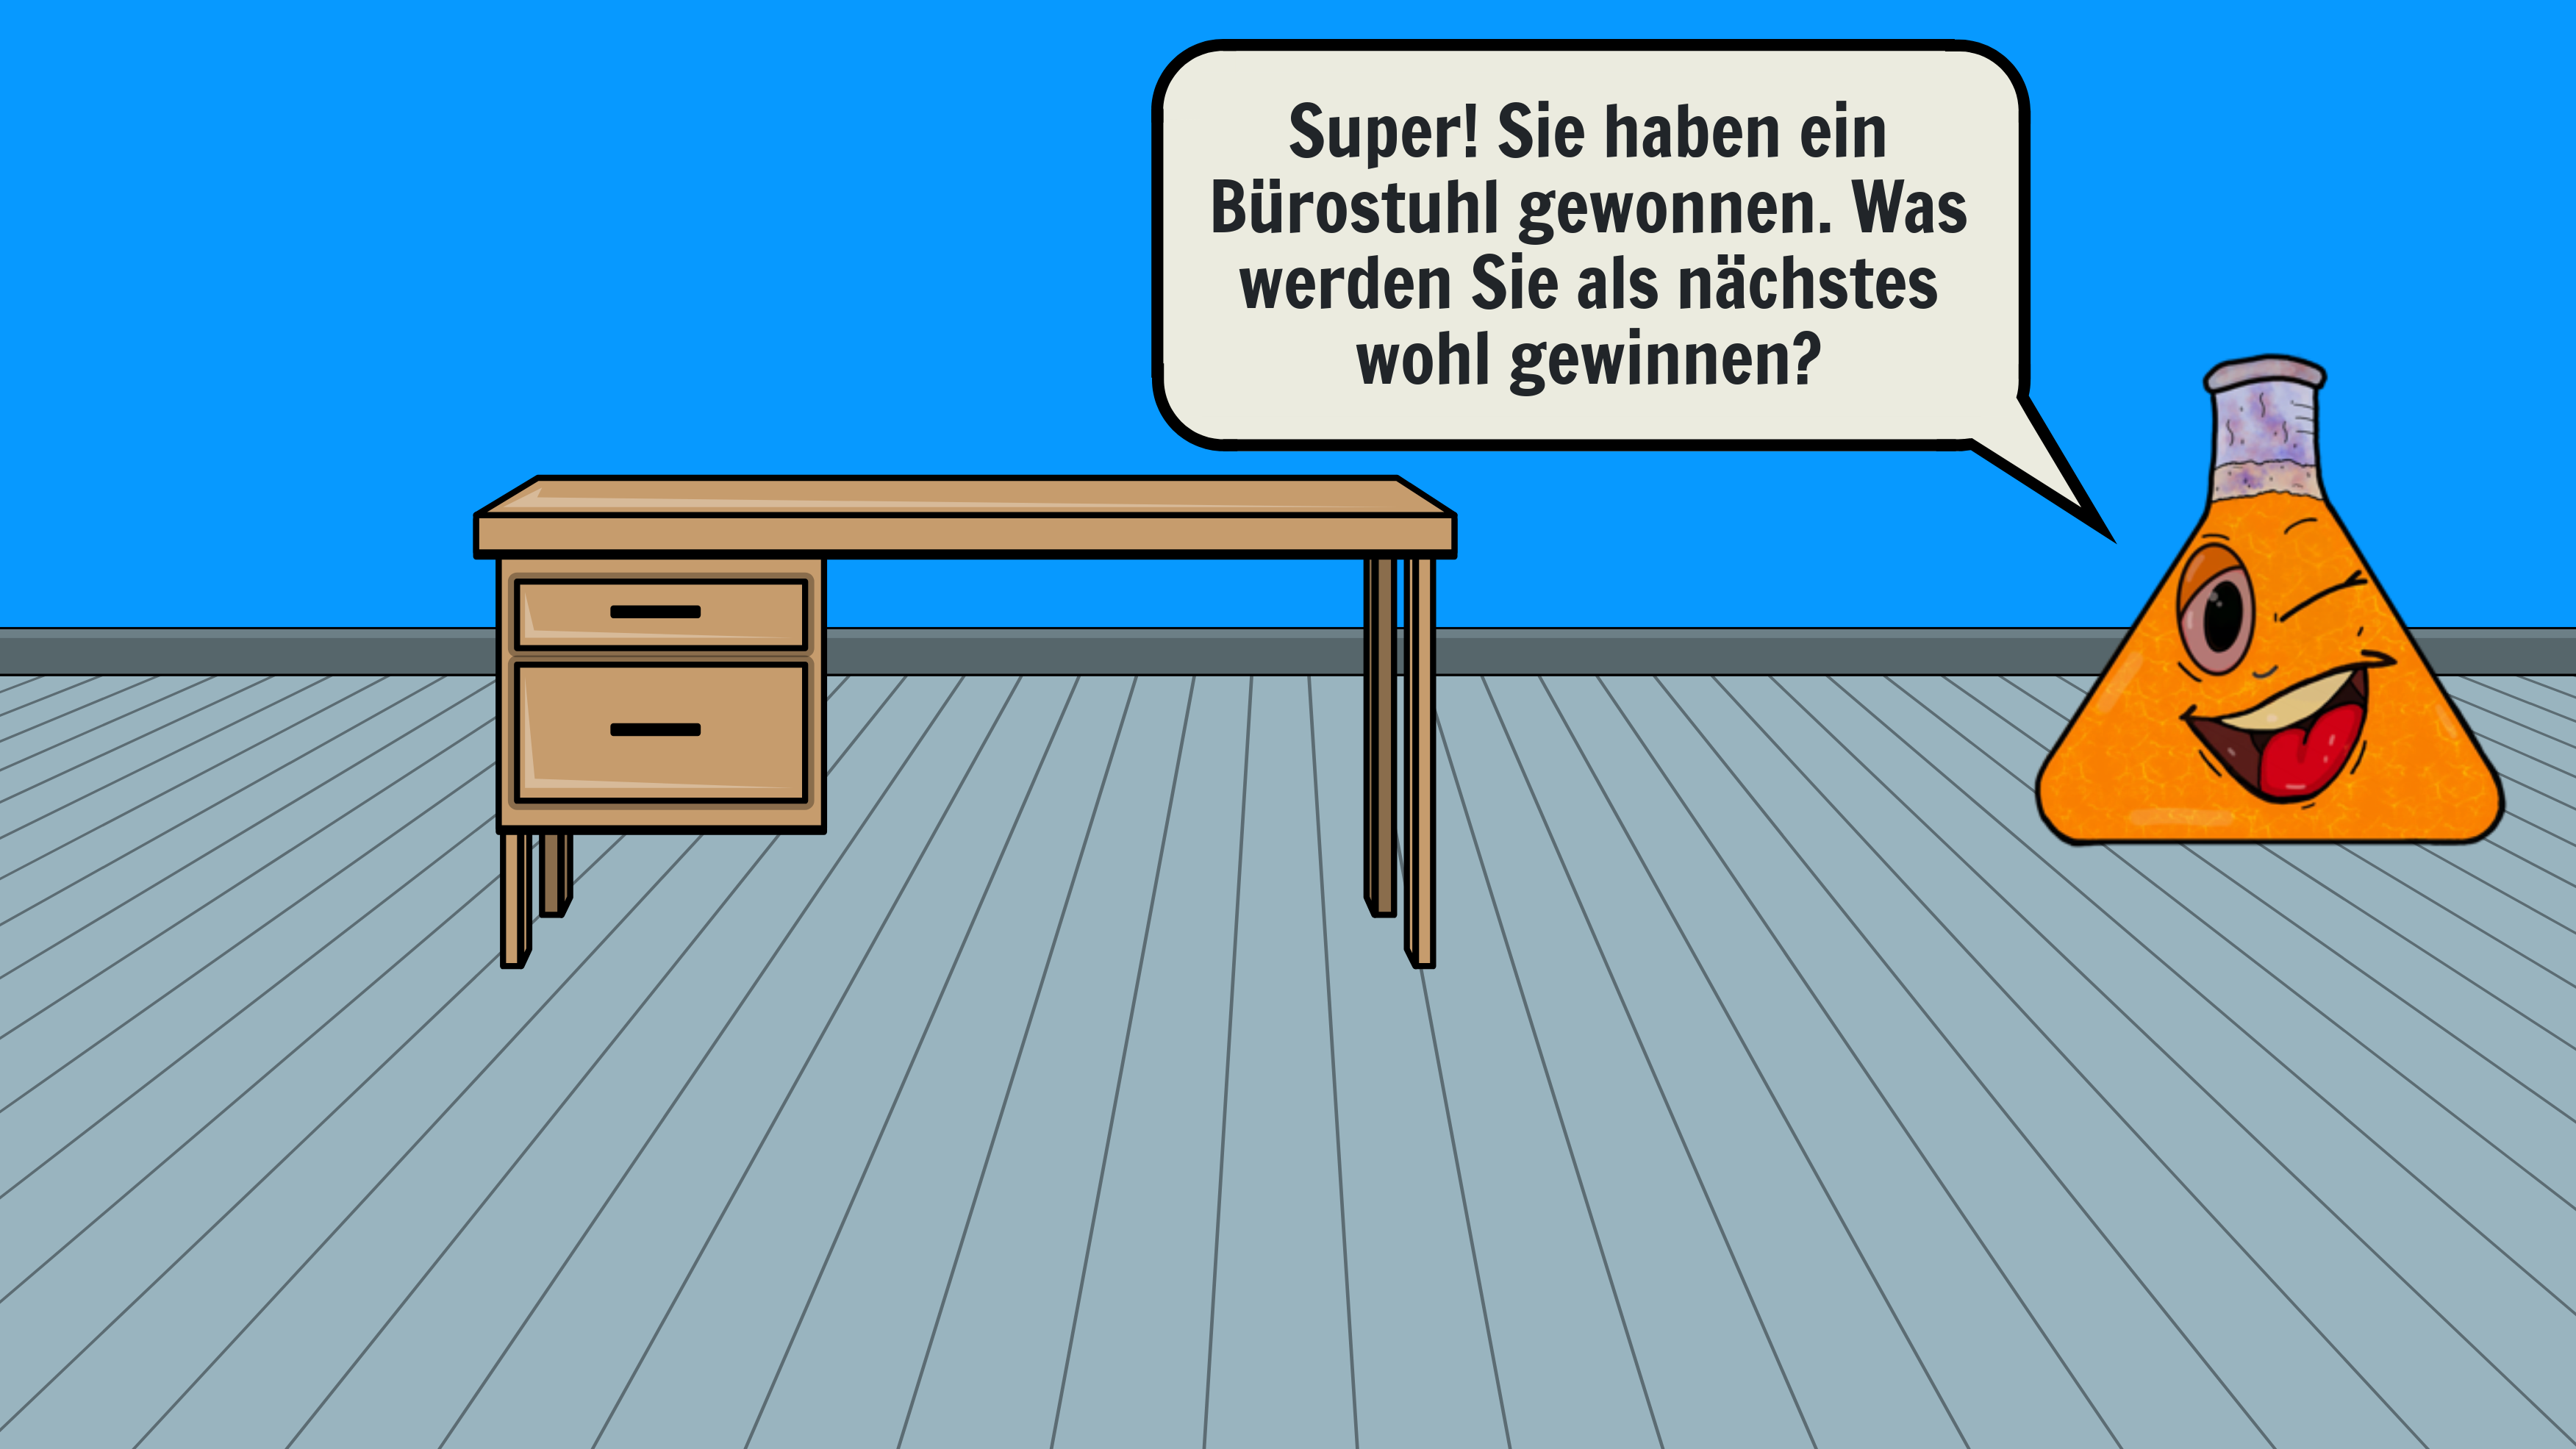 Super! Sie haben ein
Bürostuhl gewonnen. Was
werden Sie als nächstes
wohl gewinnen?